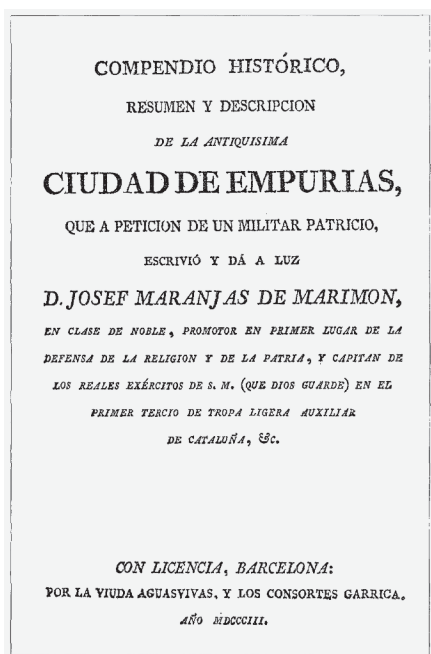 COMPENDIO HISTÓRICO,
RESUMEN Y DESCRIPCION
DE LA ANTIQUISIMA
CIUDAD DE EMPURIAS,
QUE A PETICION DE UN MILITAR PATRICIO,
ESCRIVIÓ Y DÁ A LUZ
D. JOSEF MARANJAS DE MARIMON,
EN CLASE DE NOBLE, PROMOTOR EN PRIMER LUGAR DE LA
DEFENSA DE LA RELIGION Y DE LA PATRIA, Y CAPITAN DE
LOS REALES EXÉRCITOS DE S. M. (QUE DIOS GUARDE) EN EL
PRIMER TERCIO DE TROPA LIGERA AUXILIAR
DE CATALUÑA, &c.
CON LICENCIA, BARCELONA:
POR LA VIUDA AGUASVIVAS, Y LOS CONSORTES GARRICA.
AÑO MDCCCIII.